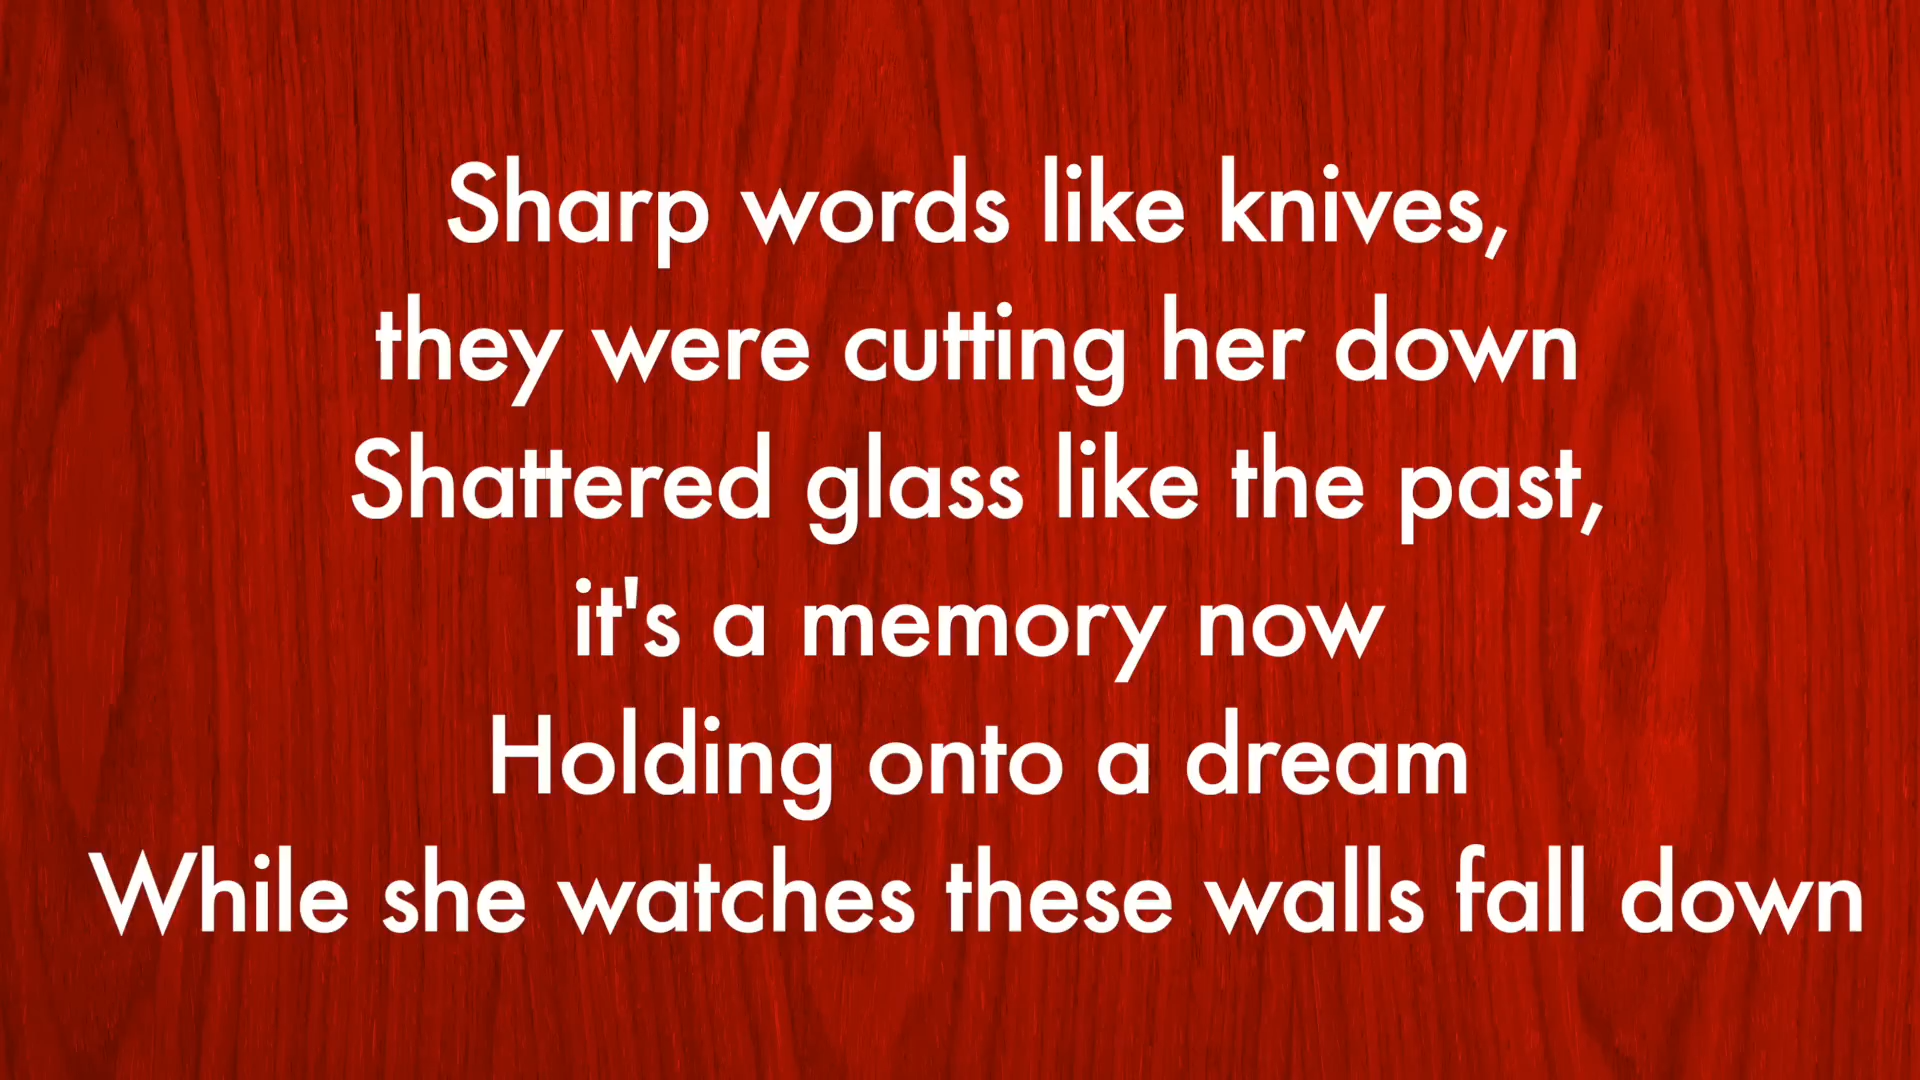 Sharp words like knives,
they were cutting her down
Shattered glass like the past,
it's a memory now
Holding onto a dream
While she watches these walls fall down